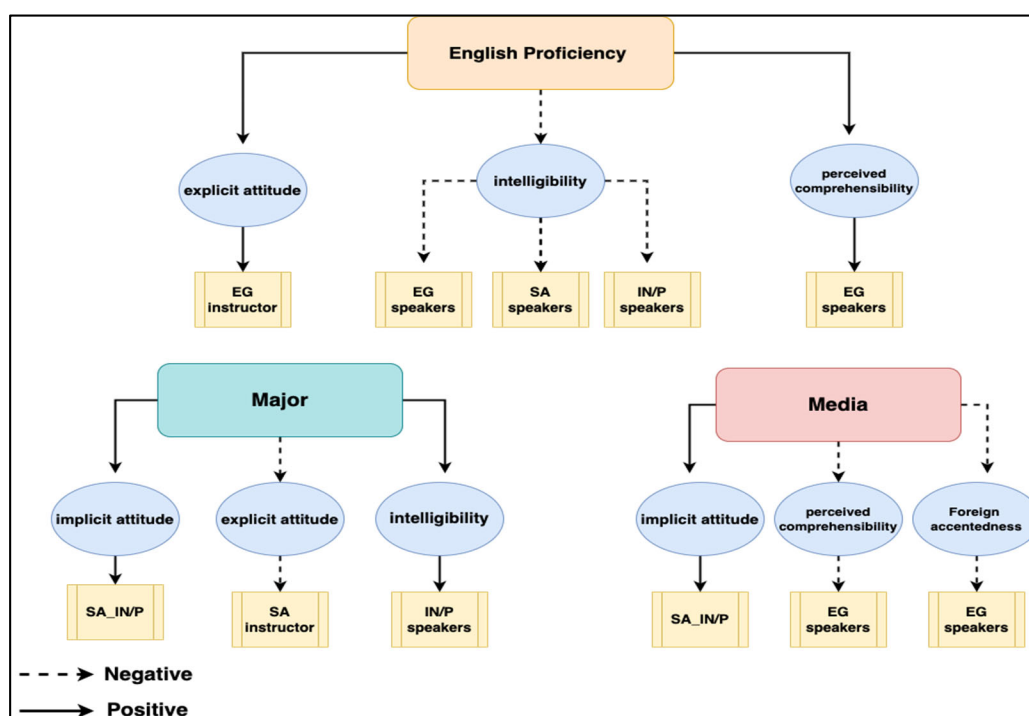 English Proficiency
explicit attitude
intelligibility
perceived
comprehensibility
EG
instructor
EG
speakers
SA
speakers
IN/P
speakers
EG
speakers
Major
Media
implicit attitude
explicit attitude
intelligibility
implicit attitude
perceived
comprehensibility
Foreign
accentedness
SA_IN/P
SA
instructor
IN/P
speakers
SA_IN/P
EG
speakers
EG
speakers
Negative
Positive